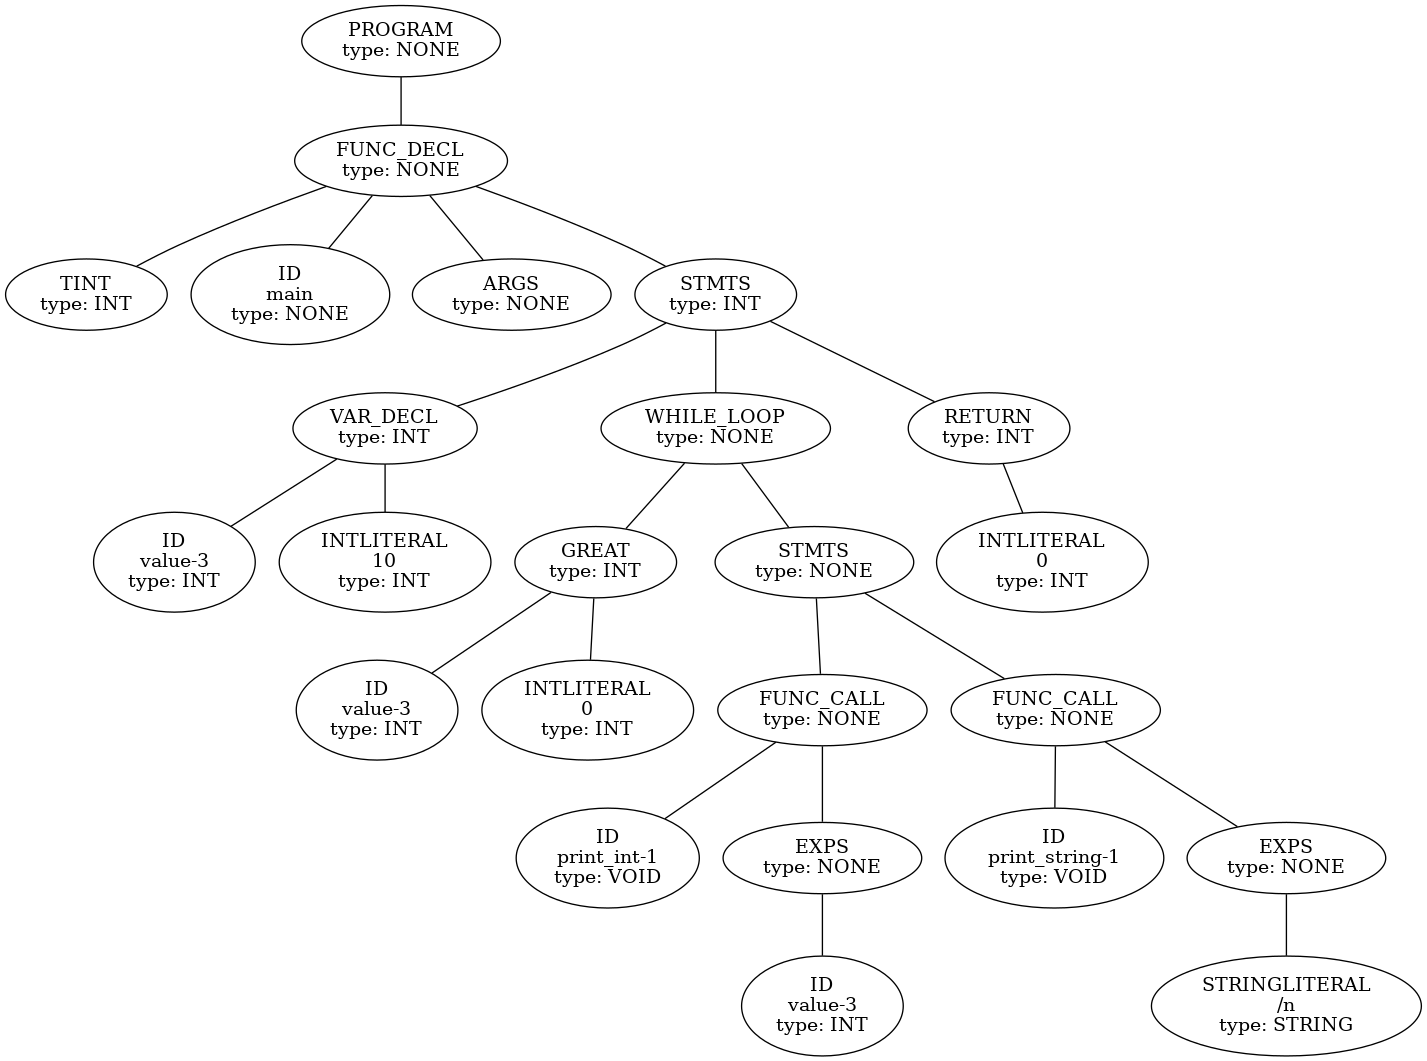 PROGRAM
type: NONE
FUNC_DECL
type: NONE
TINT
type: INT
ID
main
type: NONE
ARGS
type: NONE
STMTS
type: INT
VAR_DECL
type: INT
WHILE_LOOP
type: NONE
RETURN
type: INT
ID
value-3
type: INT
INTLITERAL
10
type: INT
GREAT
type: INT
STMTS
type: NONE
INTLITERAL
0
type: INT
ID
value-3
type: INT
INTLITERAL
0
type: INT
FUNC_CALL
type: NONE
FUNC_CALL
type: NONE
ID
print_int-1
type: VOID
EXPS
type: NONE
ID
print_string-1
type: VOID
EXPS
type: NONE
ID
value-3
type: INT
STRINGLITERAL
/n
type: STRING